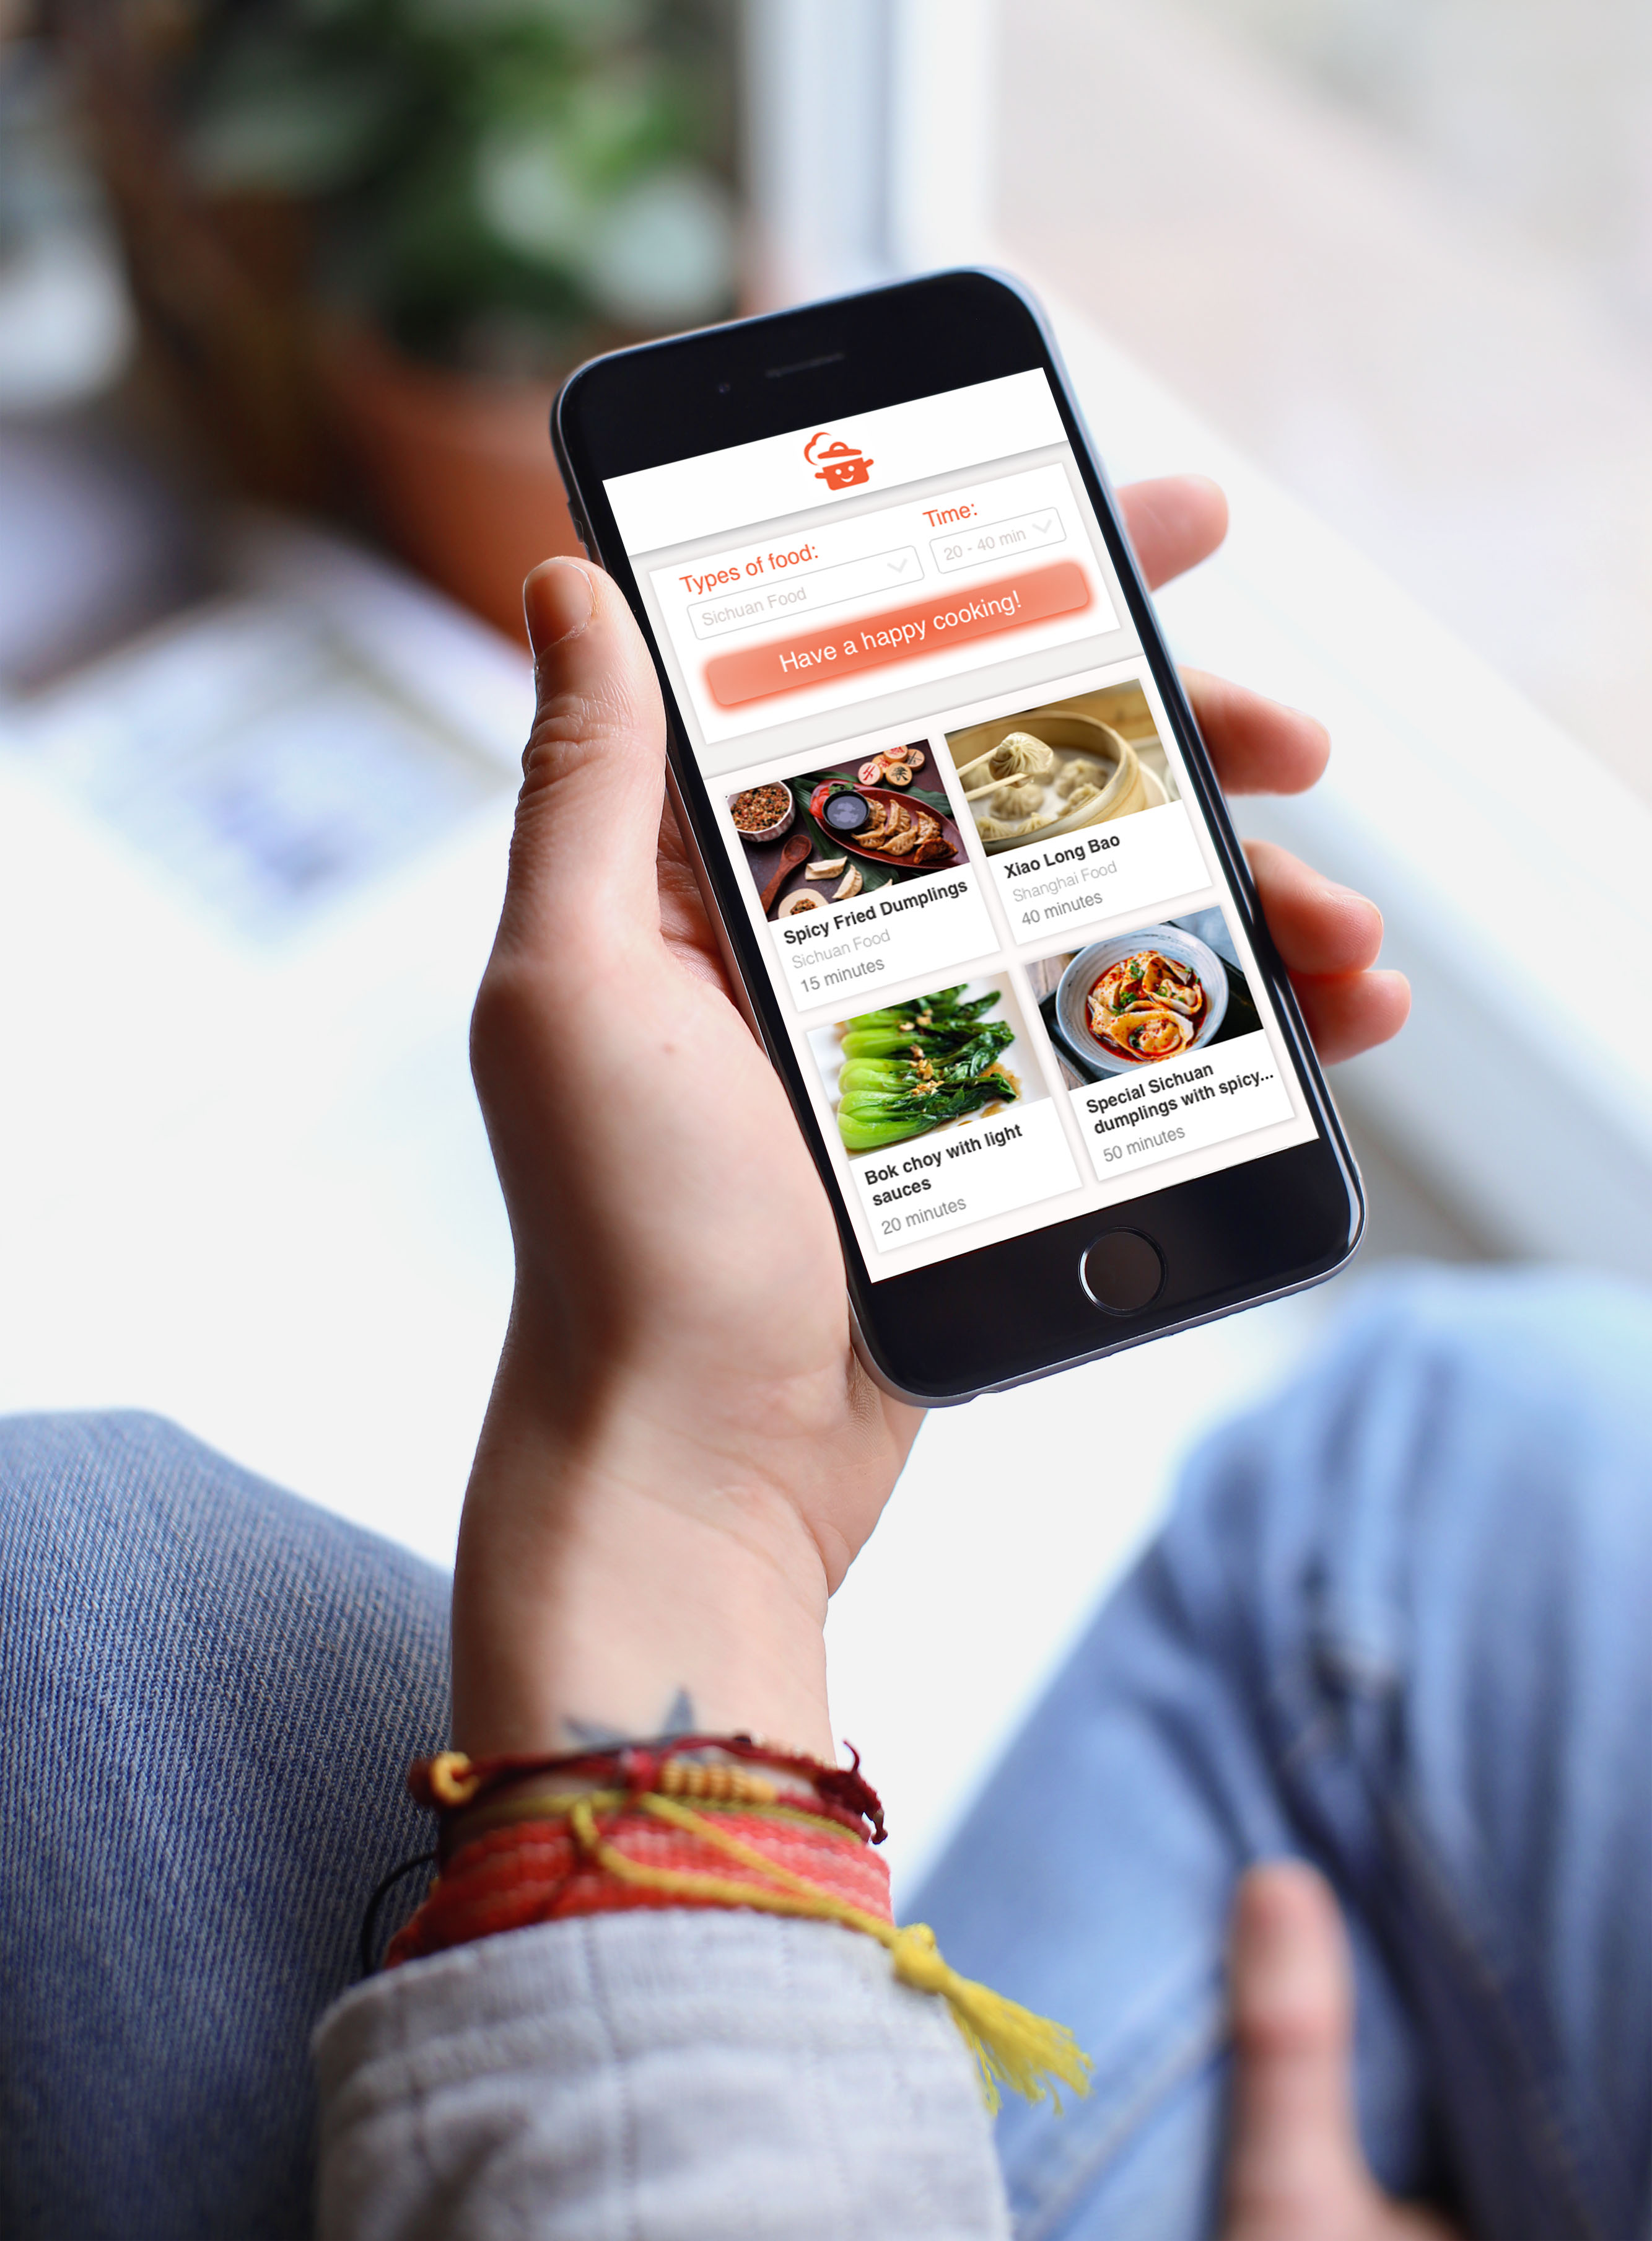 Types of food:
Time:
Sichuan Food
20 - 40 min
Have a happy cooking!
Spicy Fried Dumplings
Sichuan Food
15 minutes
Xiao Long Bao
Shanghai Food
40 minutes
Bok choy with light
sauces
20 minutes
Special Sichuan
dumplings with spicy...
50 minutes